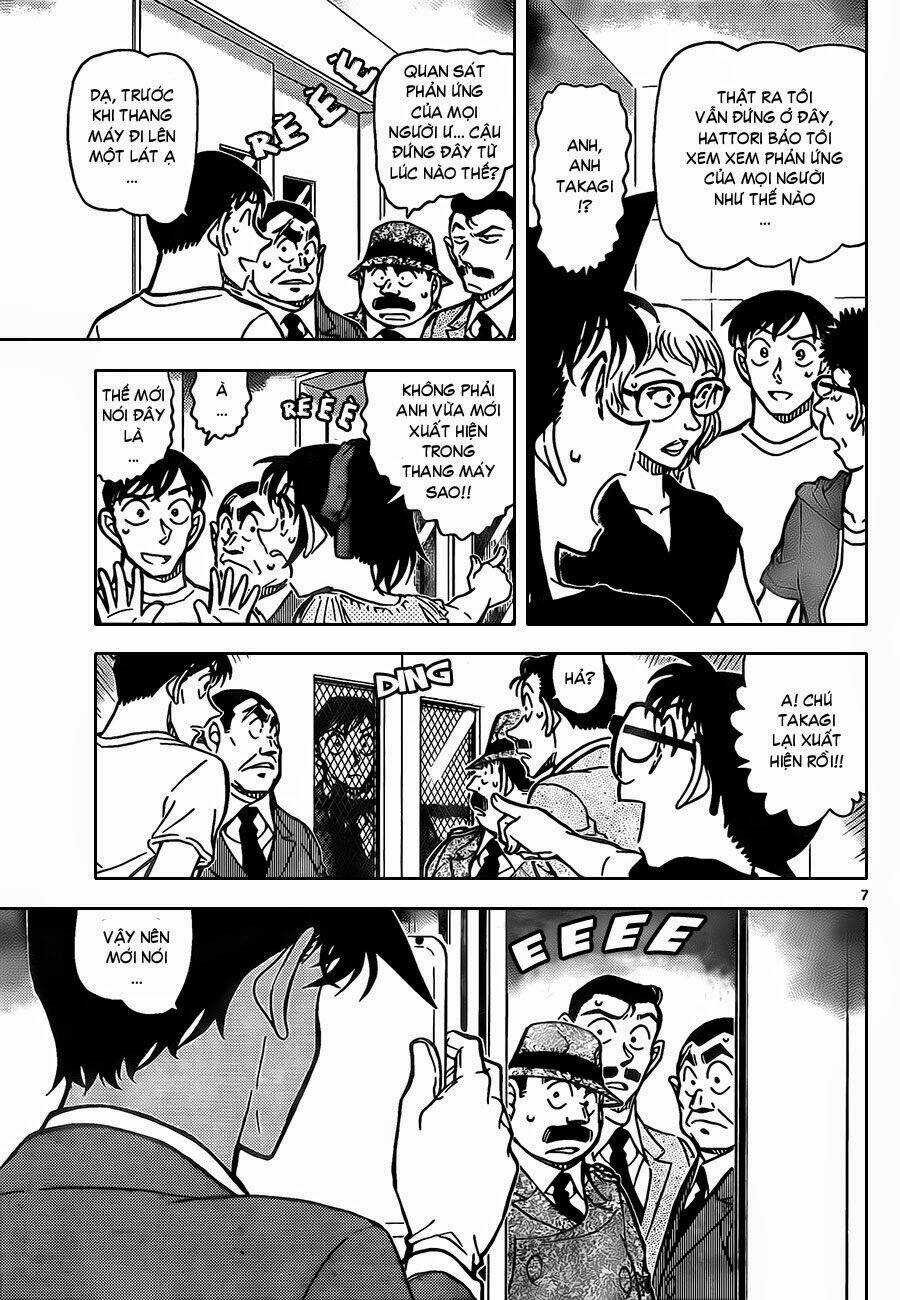 THẬT RA TÔI
VẪN ĐỨNG Ở ĐÂY,
HATTORI BẢO TÔI
XEM XEM PHẢN ỨNG
CỦA MỌI NGƯỜI
NHƯ THẾ NÀO
...
ANH,
ANH
TAKAGI
!?
QUAN SÁT
PHẢN ỨNG
CỦA MỌI
NGƯỜI Ư... CẬU
ĐỨNG ĐÂY TỪ
LÚC NÀO THẾ?
RÈ È È
DẠ, TRƯỚC
KHI THANG
MÁY ĐI LÊN
MỘT LÁT Ạ
...
KHÔNG PHẢI
ANH VỪA MỚI
XUẤT HIỆN
TRONG
THANG MÁY
SAO!!
RÈ È È
À
...
THẾ MỚI
NÓI ĐÂY
LÀ
...
A! CHÚ
TAKAGI
LẠI XUẤT
HIỆN RỒI!!
HẢ?
DING
7
VẬY NÊN
MỚI NÓI
...
E E E E